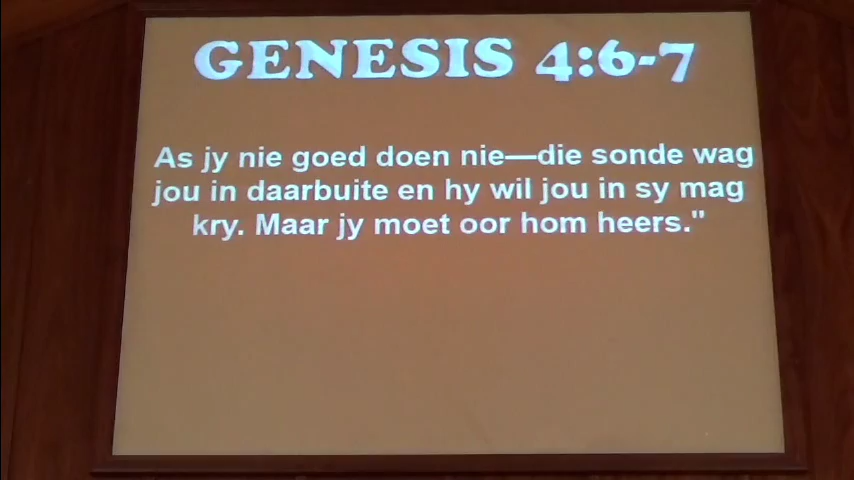 GENESIS 4:6-7
As jy nie goed doen nie—die sonde wag
jou in daarbuite en hy wil jou in sy mag
kry. Maar jy moet oor hom heers."